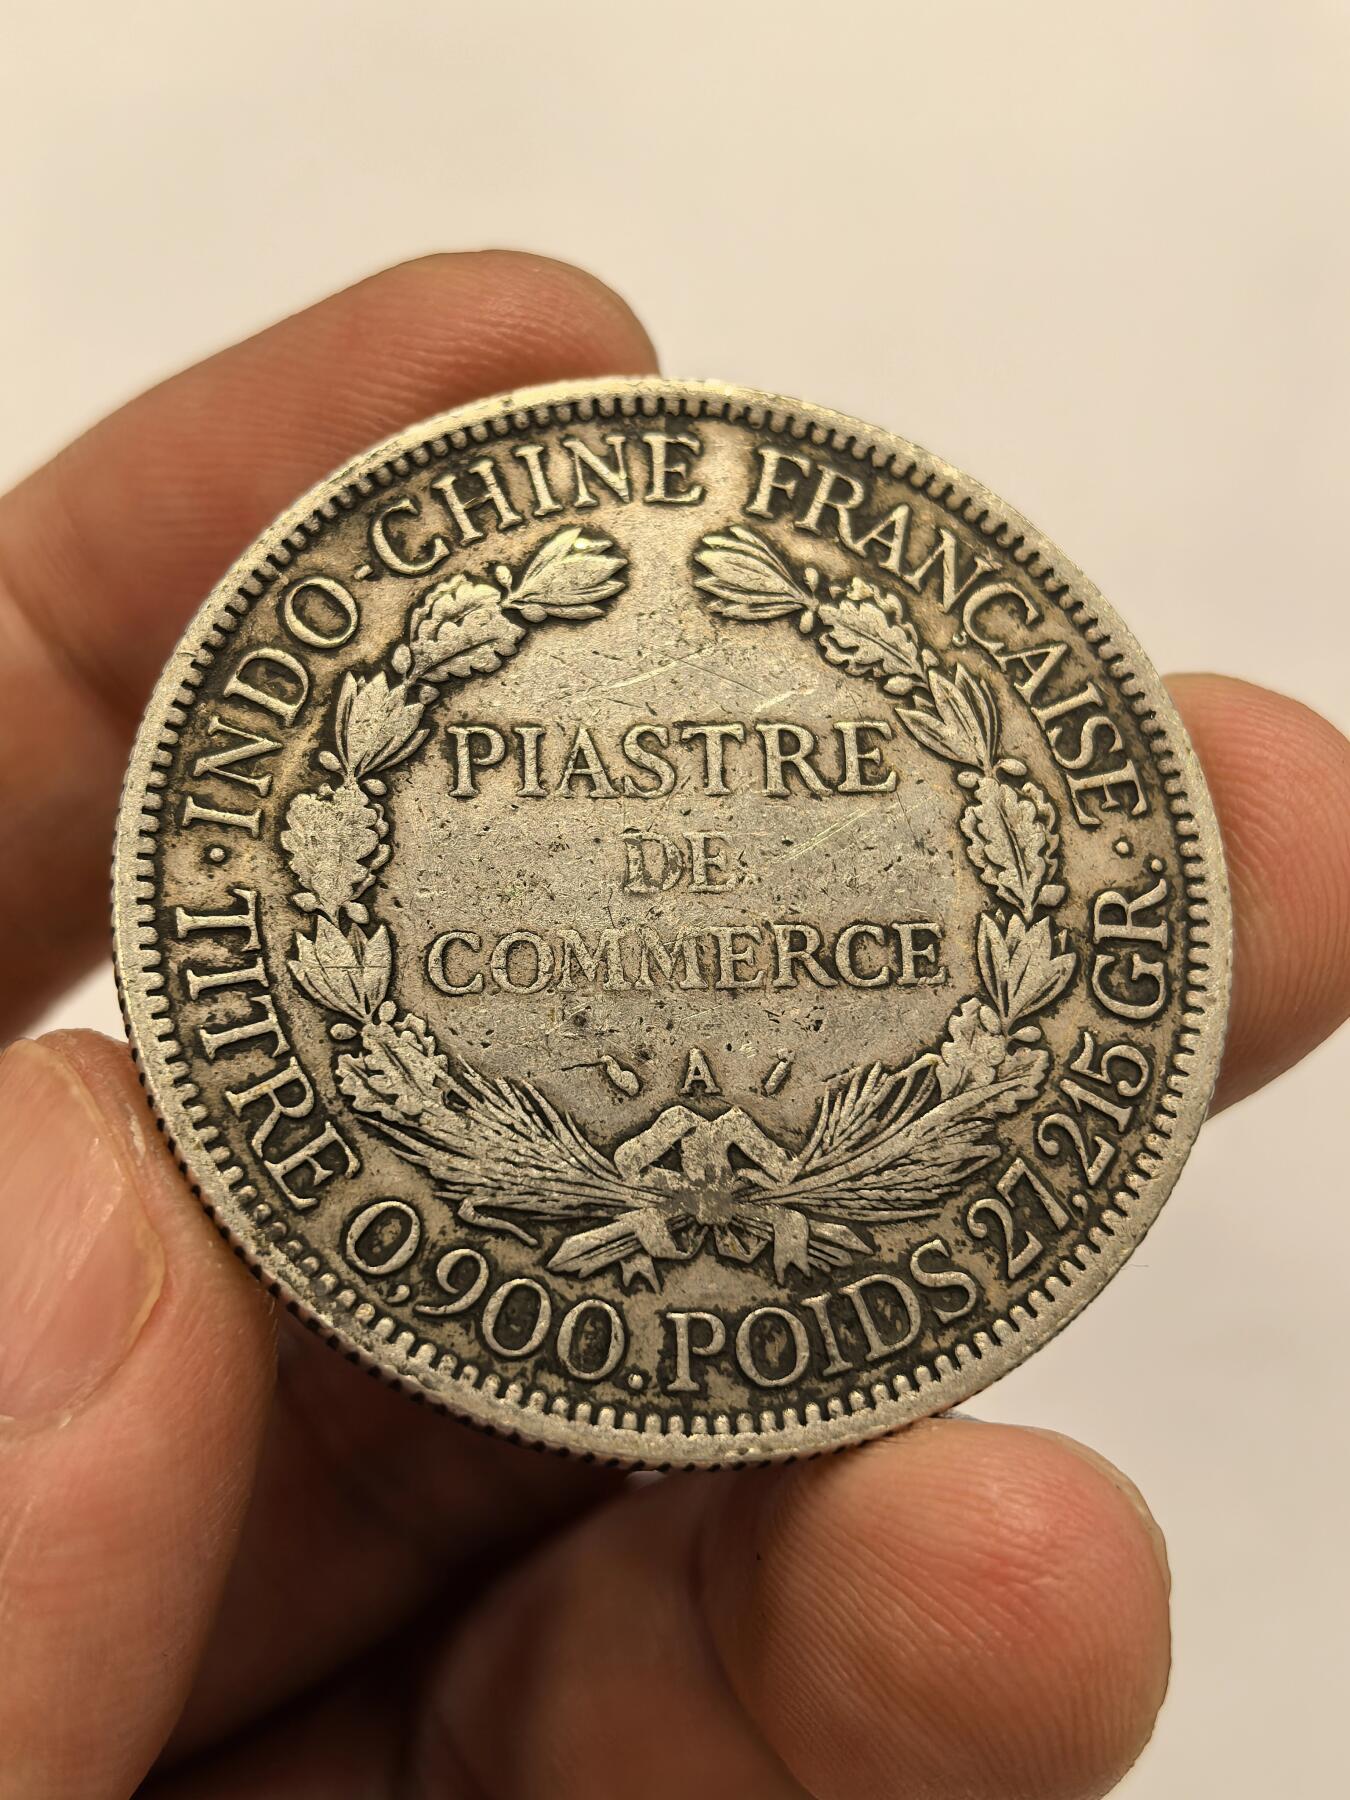 INDO-CHINE FRANÇAISE
PIASTRE
DE
COMMERCE
A
TITRE 0,900. POIDS 27,215 GR.